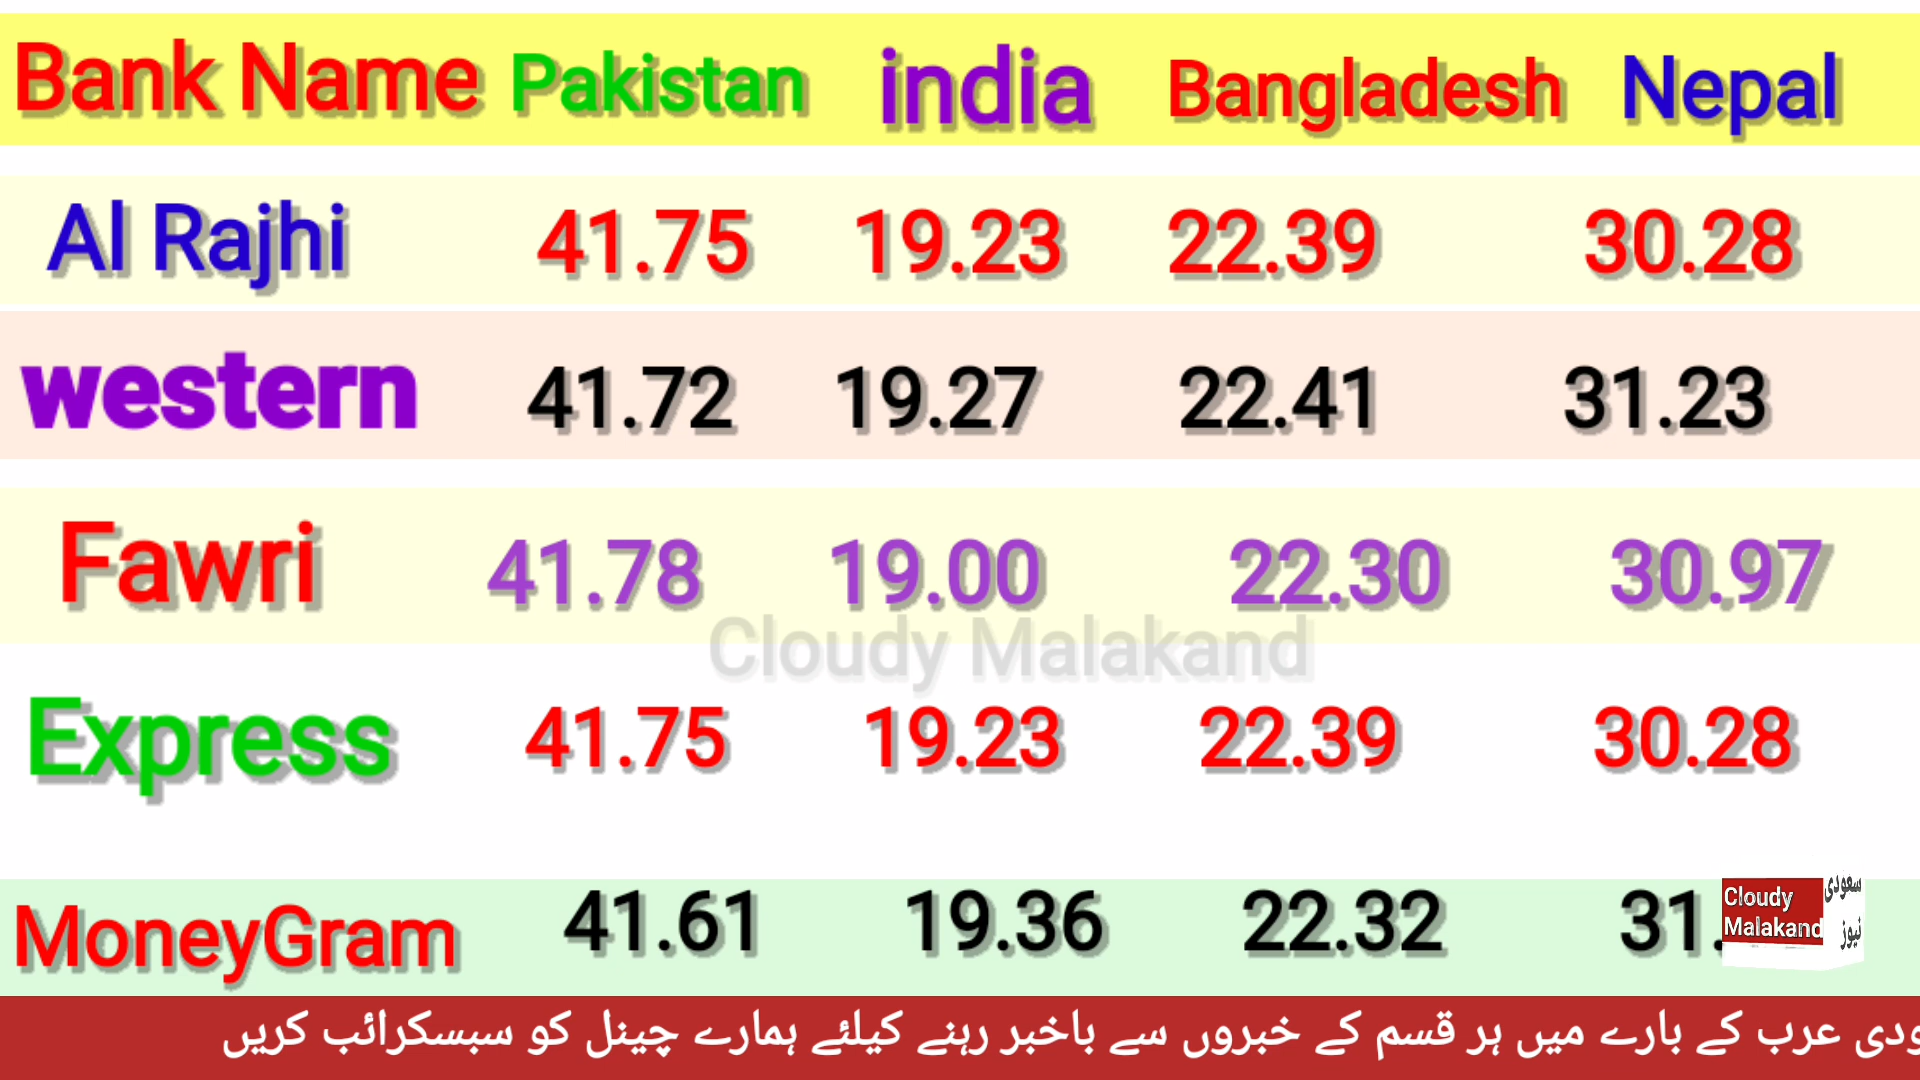 Bank Name Pakistan india Bangladesh Nepal
Al Rajhi 41.75 19.23 22.39 30.28
western 41.72 19.27 22.41 31.23
Fawri 41.78 19.00 22.30 30.97
Cloudy Malakand
Express 41.75 19.23 22.39 30.28
MoneyGram 41.61 19.36 22.32 31.
Cloudy
Malakand
سعودی
نیوز
عرب کے بارے میں ہر قسم کے خبروں سے باخبر رہنے کیلئے ہمارے چینل کو سبسکرائب کریں